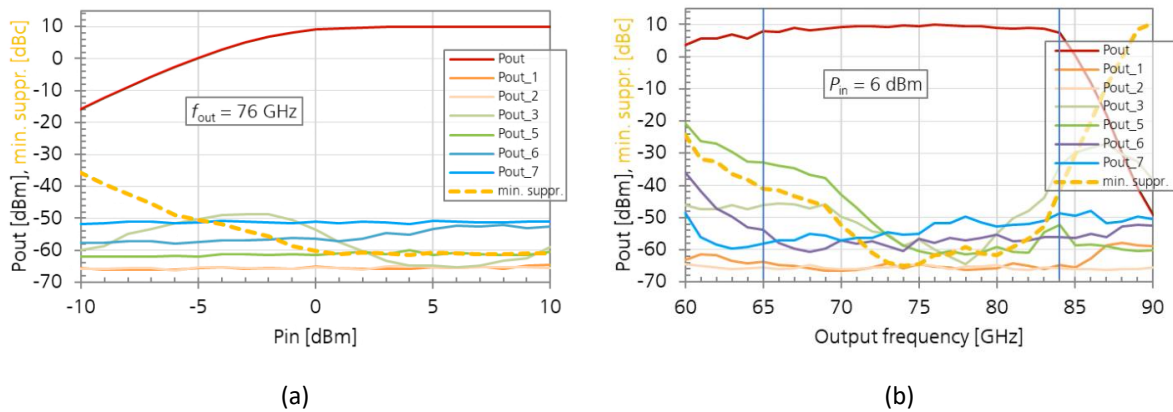 Pout [dBm], min. suppr. [dBc]
10
0
-10
-20
-30
-40
-50
-60
-70
-10
-5
0
5
10
Pin [dBm]
fout = 76 GHz
Pout
Pout_1
Pout_2
Pout_3
Pout_5
Pout_6
Pout_7
min. suppr.
(a)
Pout [dBm], min. suppr. [dBc]
10
0
-10
-20
-30
-40
-50
-60
-70
60
65
70
75
80
85
90
Output frequency [GHz]
Pin = 6 dBm
Pout
Pout_1
Pout_2
Pout_3
Pout_5
Pout_6
Pout_7
min. suppr.
(b)